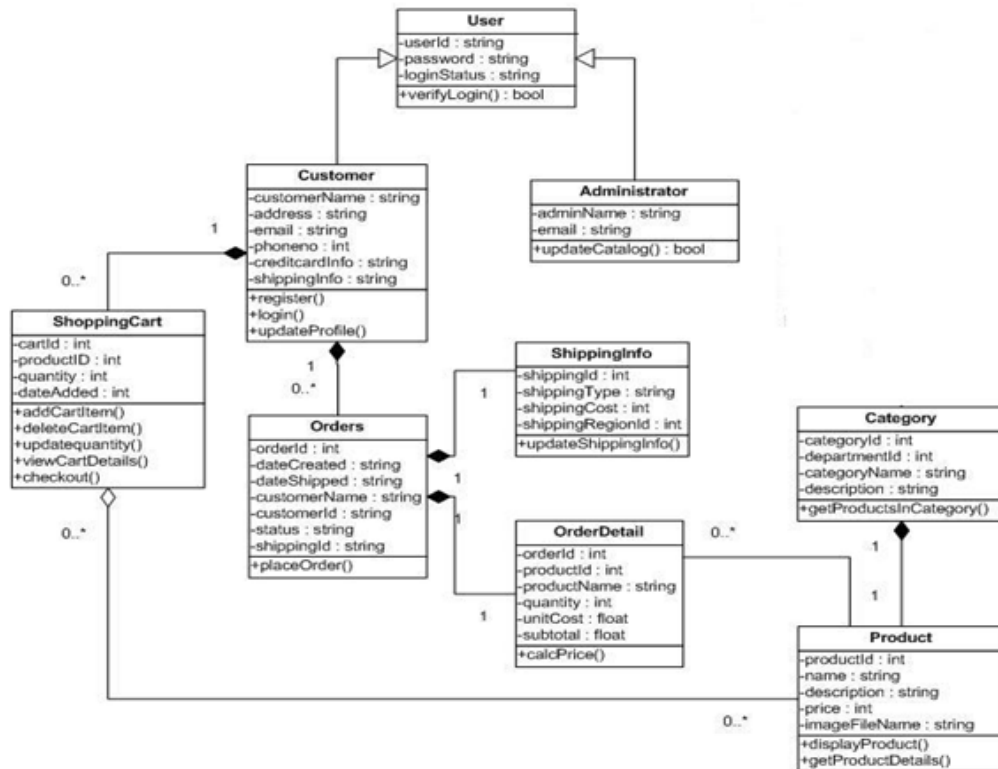 User
-userId : string
-password : string
-loginStatus : string
+verifyLogin() : bool
Customer
-customerName : string
-address : string
-email : string
-phoneno : int
-creditcardInfo : string
-shippingInfo : string
+register()
+login()
+updateProfile()
Administrator
-adminName : string
-email : string
+updateCatalog() : bool
1
0..*
ShoppingCart
-cartId : int
-productID : int
-quantity : int
-dateAdded : int
+addCartItem()
+deleteCartItem()
+updatequantity()
+viewCartDetails()
+checkout()
1
0..*
Orders
-orderId : int
-dateCreated : string
-dateShipped : string
-customerName : string
-customerId : string
-status : string
-shippingId : string
+placeOrder()
ShippingInfo
-shippingId : int
-shippingType : string
-shippingCost : int
-shippingRegionId : int
+updateShippingInfo()
1
1
1
1
OrderDetail
-orderId : int
-productId : int
-productName : string
-quantity : int
-unitCost : float
-subtotal : float
+calcPrice()
Category
-categoryId : int
-departmentId : int
-categoryName : string
-description : string
+getProductsInCategory()
0..*
1
1
0..*
0..*
Product
-productId : int
-name : string
-description : string
-price : int
-imageFileName : string
+displayProduct()
+getProductDetails()